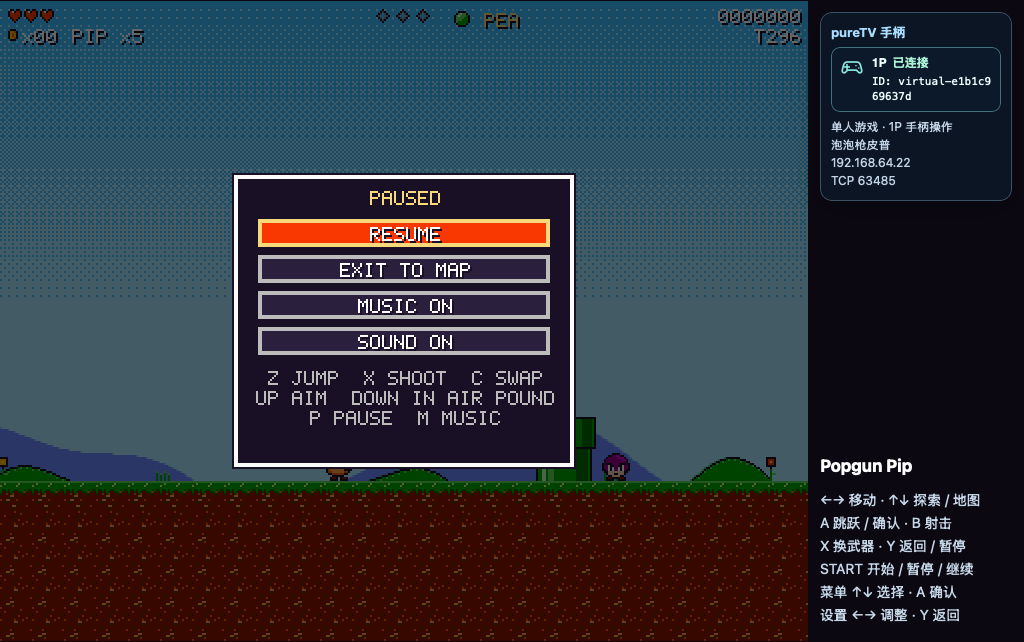 x00 PIP x5
PEA
0000000
T296
PAUSED
RESUME
EXIT TO MAP
MUSIC ON
SOUND ON
Z JUMP X SHOOT C SWAP
UP AIM DOWN IN AIR POUND
P PAUSE M MUSIC
pureTV 手柄
1P 已连接
ID: virtual-e1b1c9
69637d
单人游戏 · 1P 手柄操作
泡泡枪皮普
192.168.64.22
TCP 63485
Popgun Pip
←→ 移动 · ↑↓ 探索 / 地图
A 跳跃 / 确认 · B 射击
X 换武器 · Y 返回 / 暂停
START 开始 / 暂停 / 继续
菜单 ↑↓ 选择 · A 确认
设置 ←→ 调整 · Y 返回